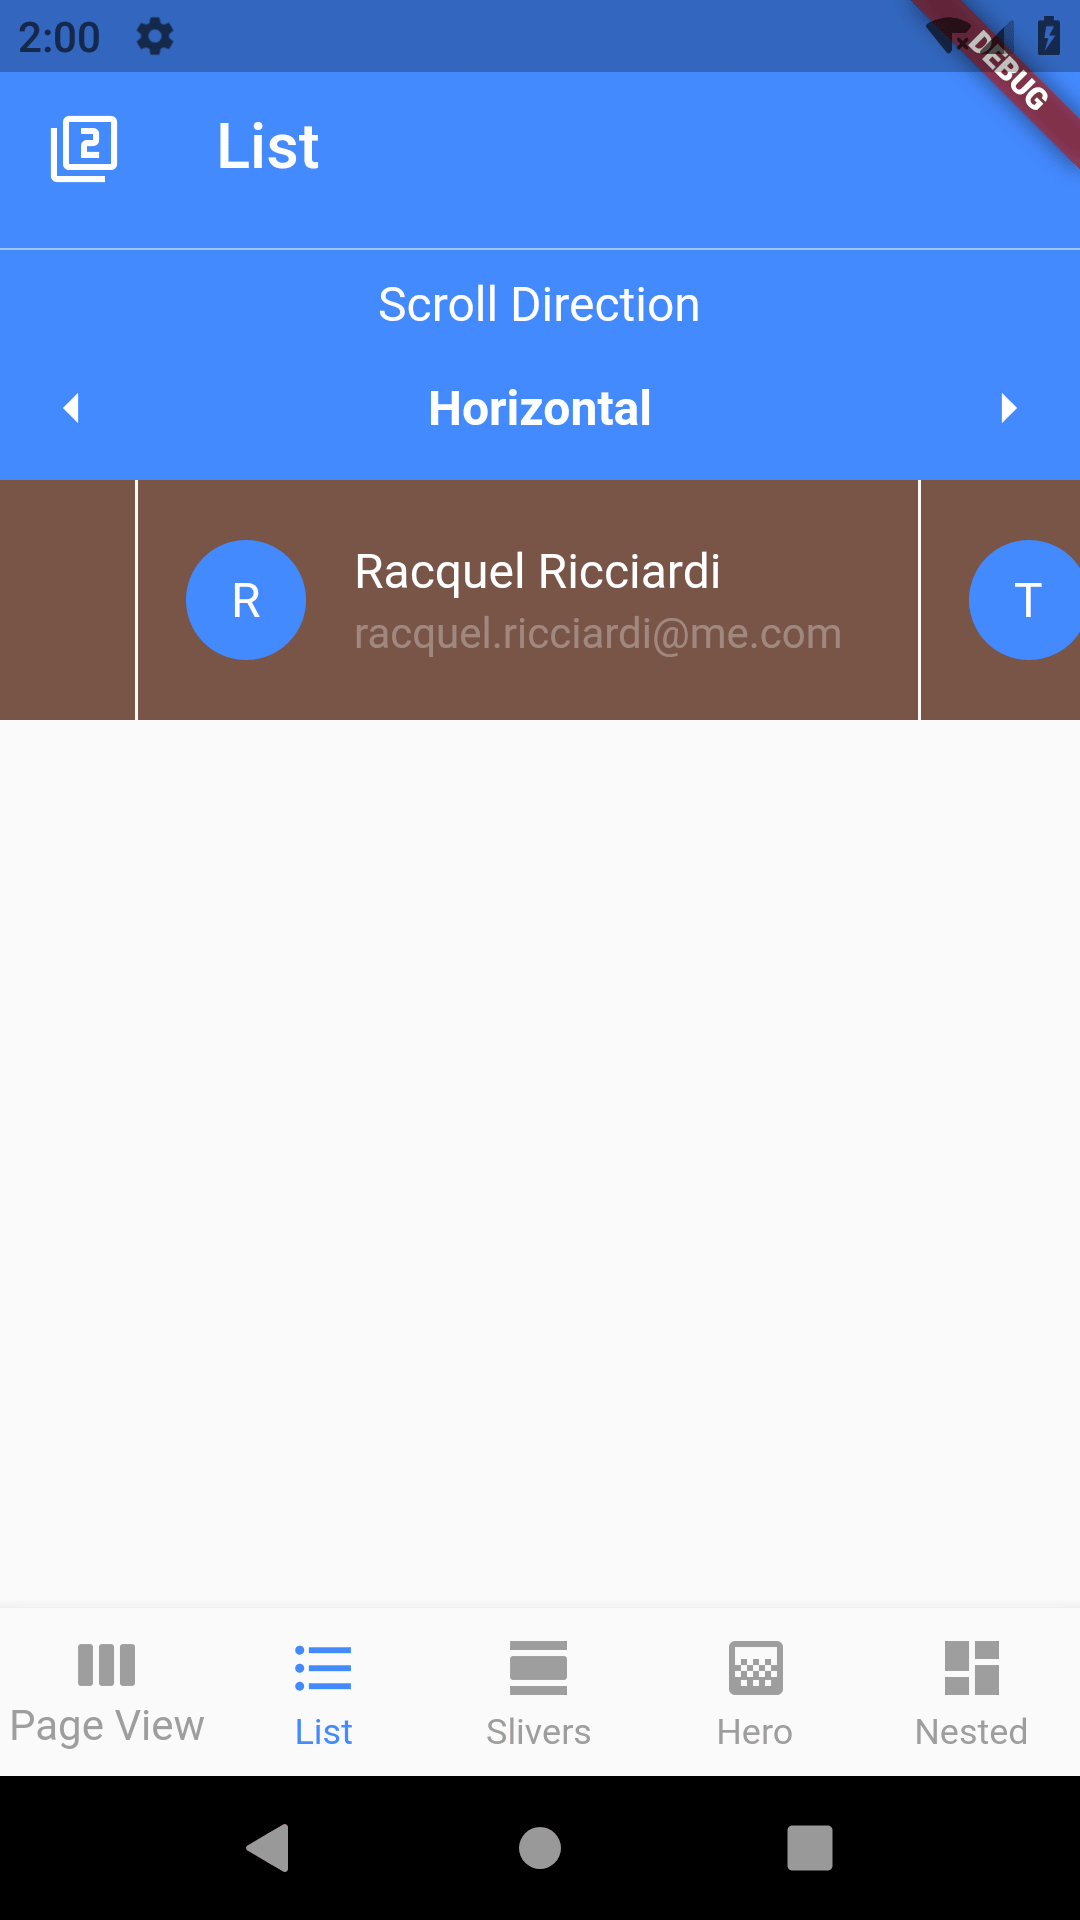 2:00
DEBUG
2
List
Scroll Direction
Horizontal
R
Racquel Ricciardi
racquel.ricciardi@me.com
T
Page View
List
Slivers
Hero
Nested